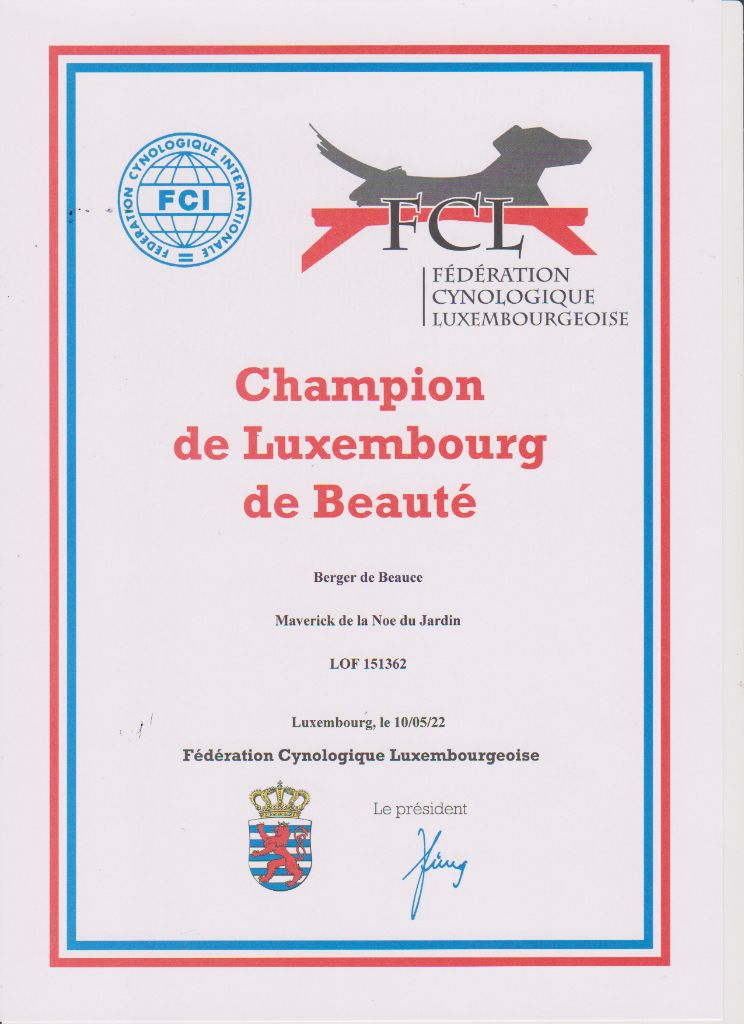 FEDERATION CYNOLOGIQUE INTERNATIONALE
FCI
FCL
FÉDÉRATION
CYNOLOGIQUE
LUXEMBOURGEOISE
Champion
de Luxembourg
de Beauté
Berger de Beauce
Maverick de la Noe du Jardin
LOF 151362
Luxembourg, le 10/05/22
Fédération Cynologique Luxembourgeoise
Le président